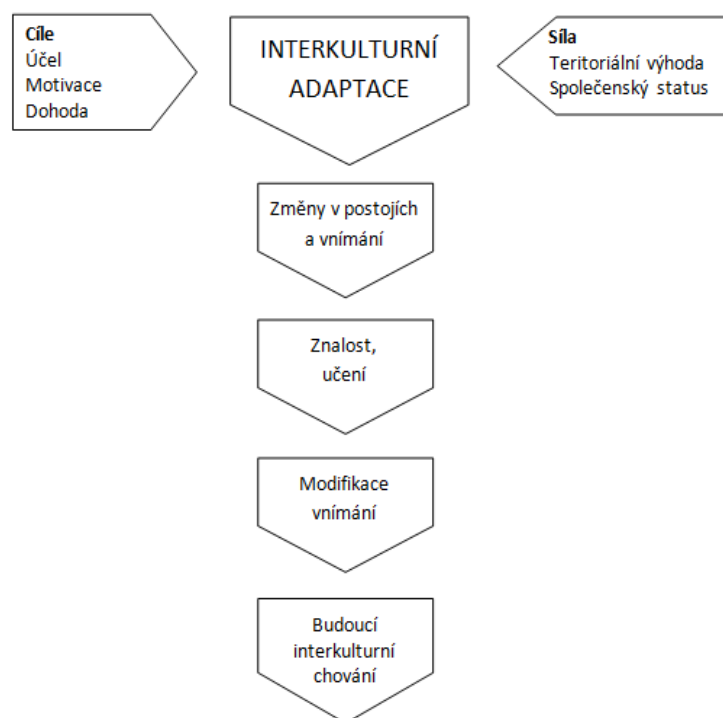 Cíle
Účel
Motivace
Dohoda
INTERKULTURNÍ
ADAPTACE
Síla
Teritoriální výhoda
Společenský status
Změny v postojích
a vnímání
Znalost,
učení
Modifikace
vnímání
Budoucí
interkulturní
chování